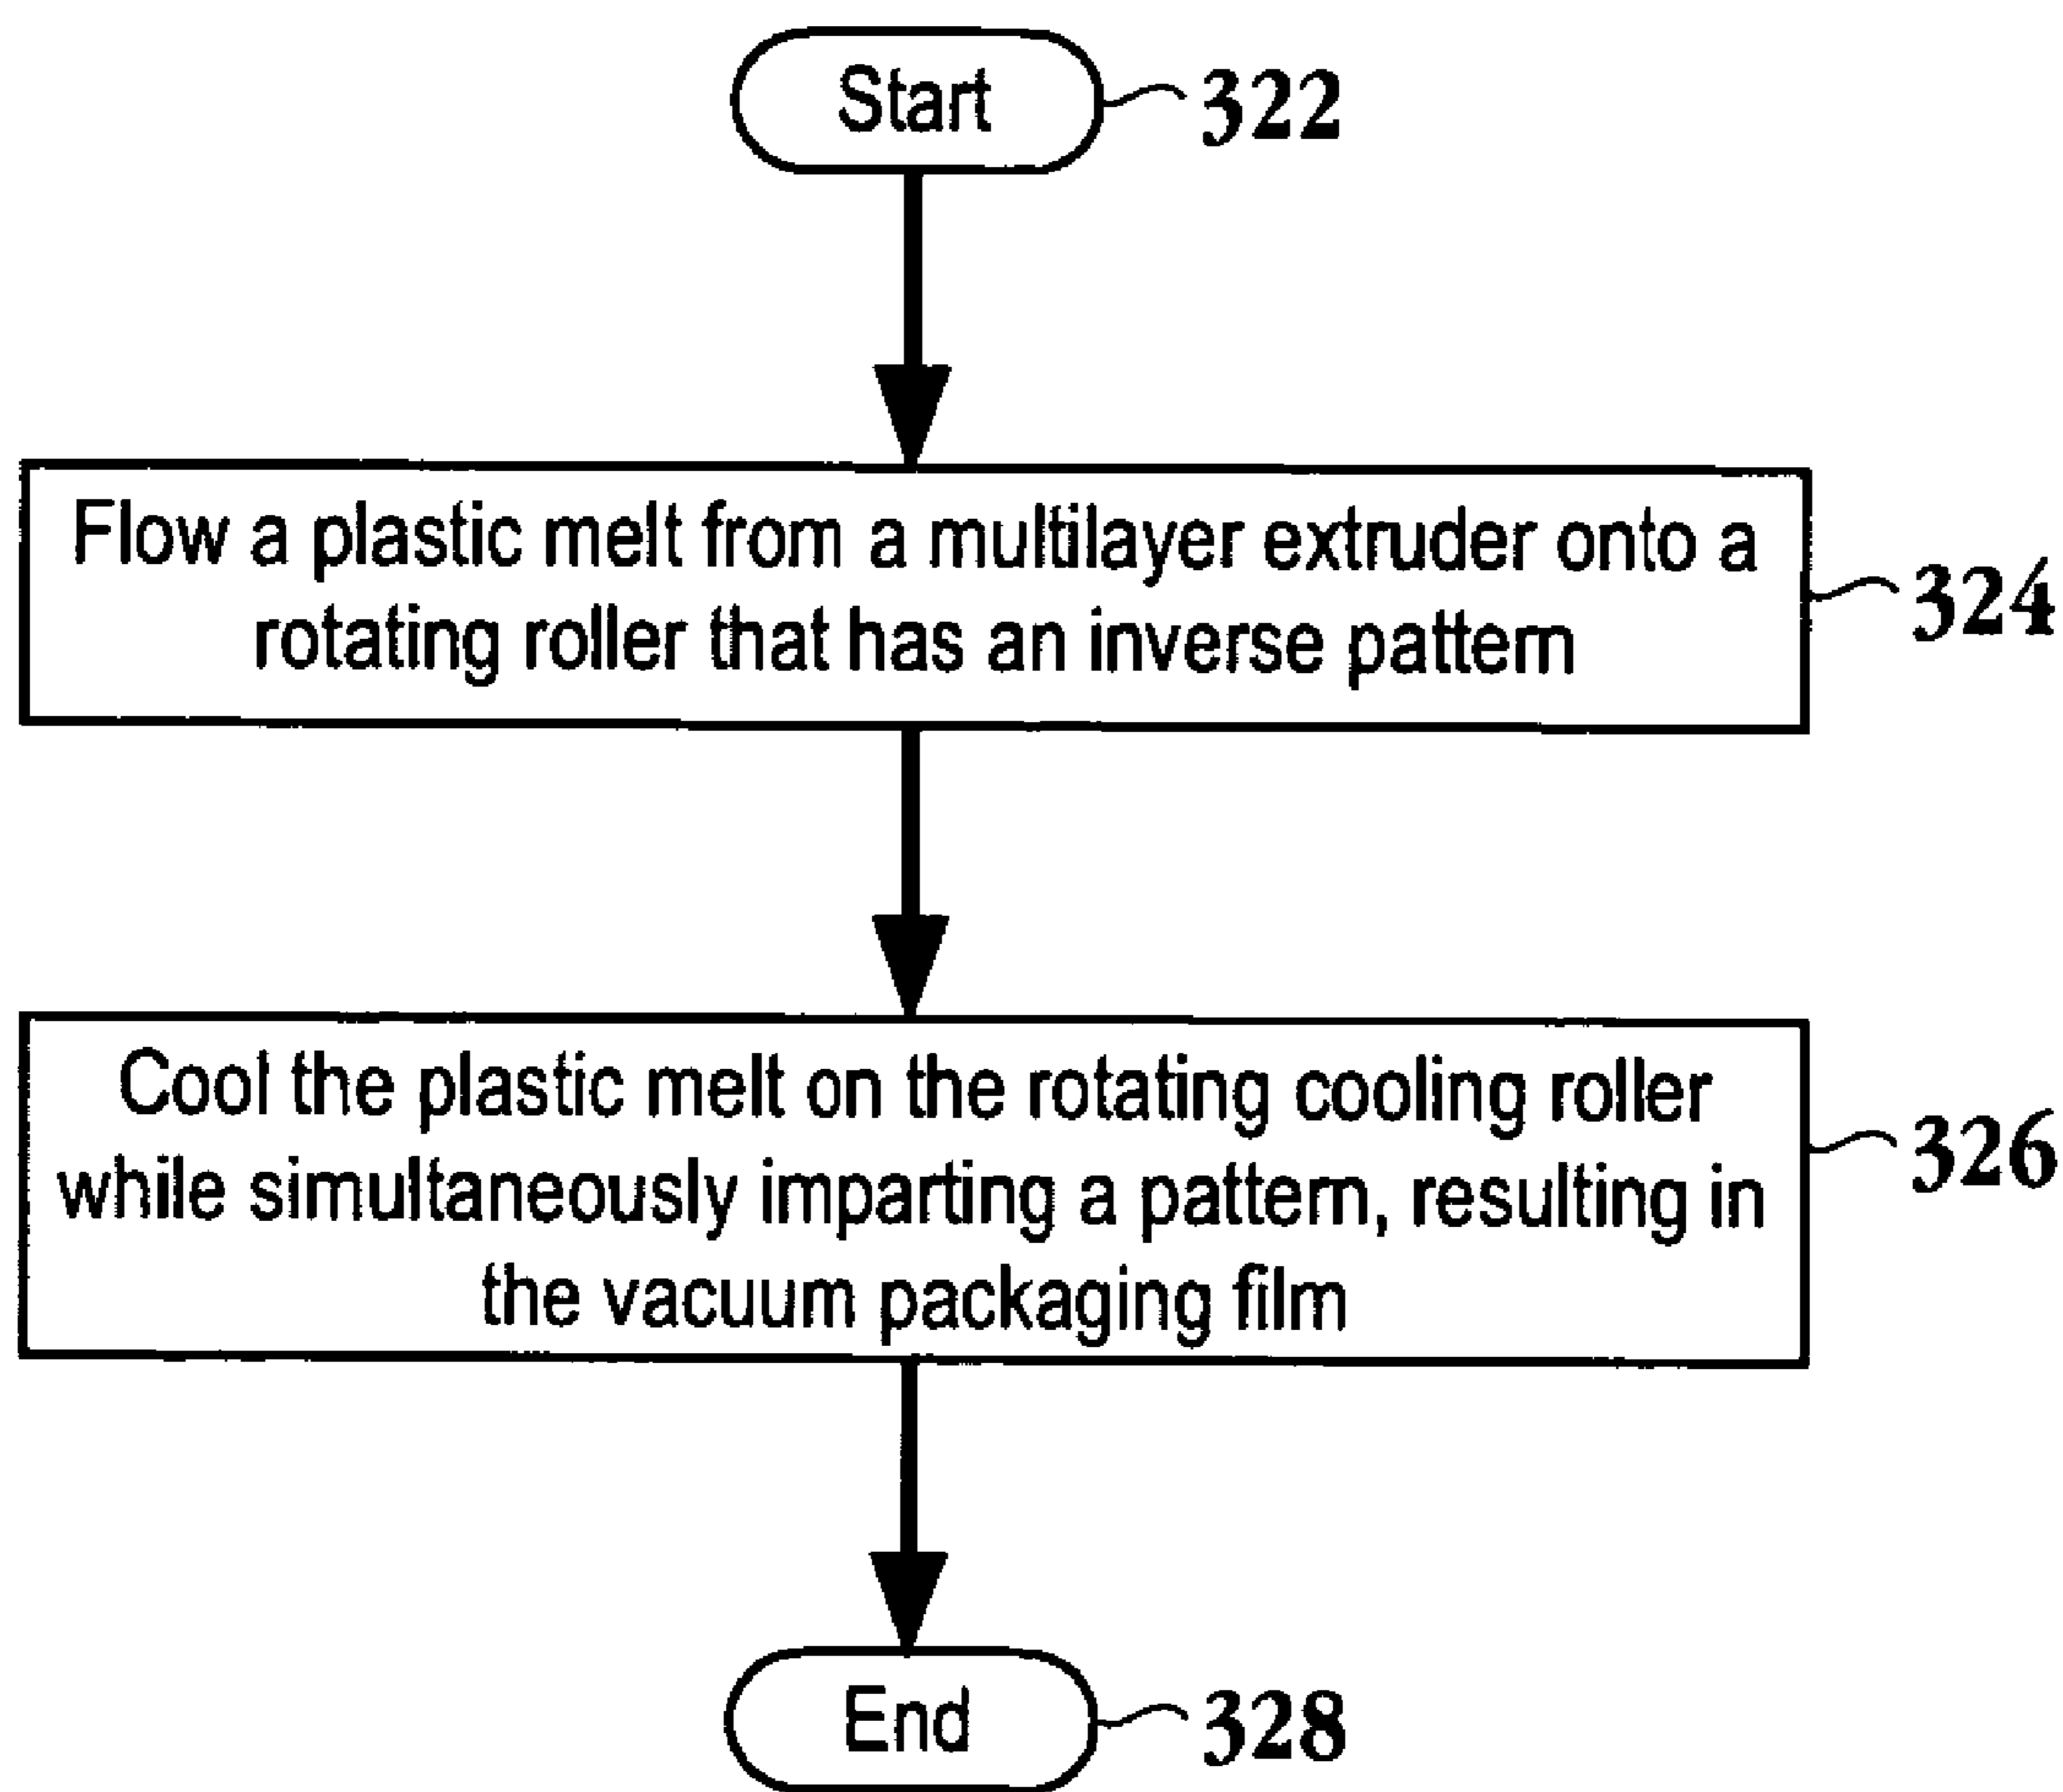 Start
322
Flow a plastic melt from a multilayer extruder onto a
rotating roller that has an inverse pattern
324
Cool the plastic melt on the rotating cooling roller
while simultaneously imparting a pattern, resulting in
the vacuum packaging film
326
End
328